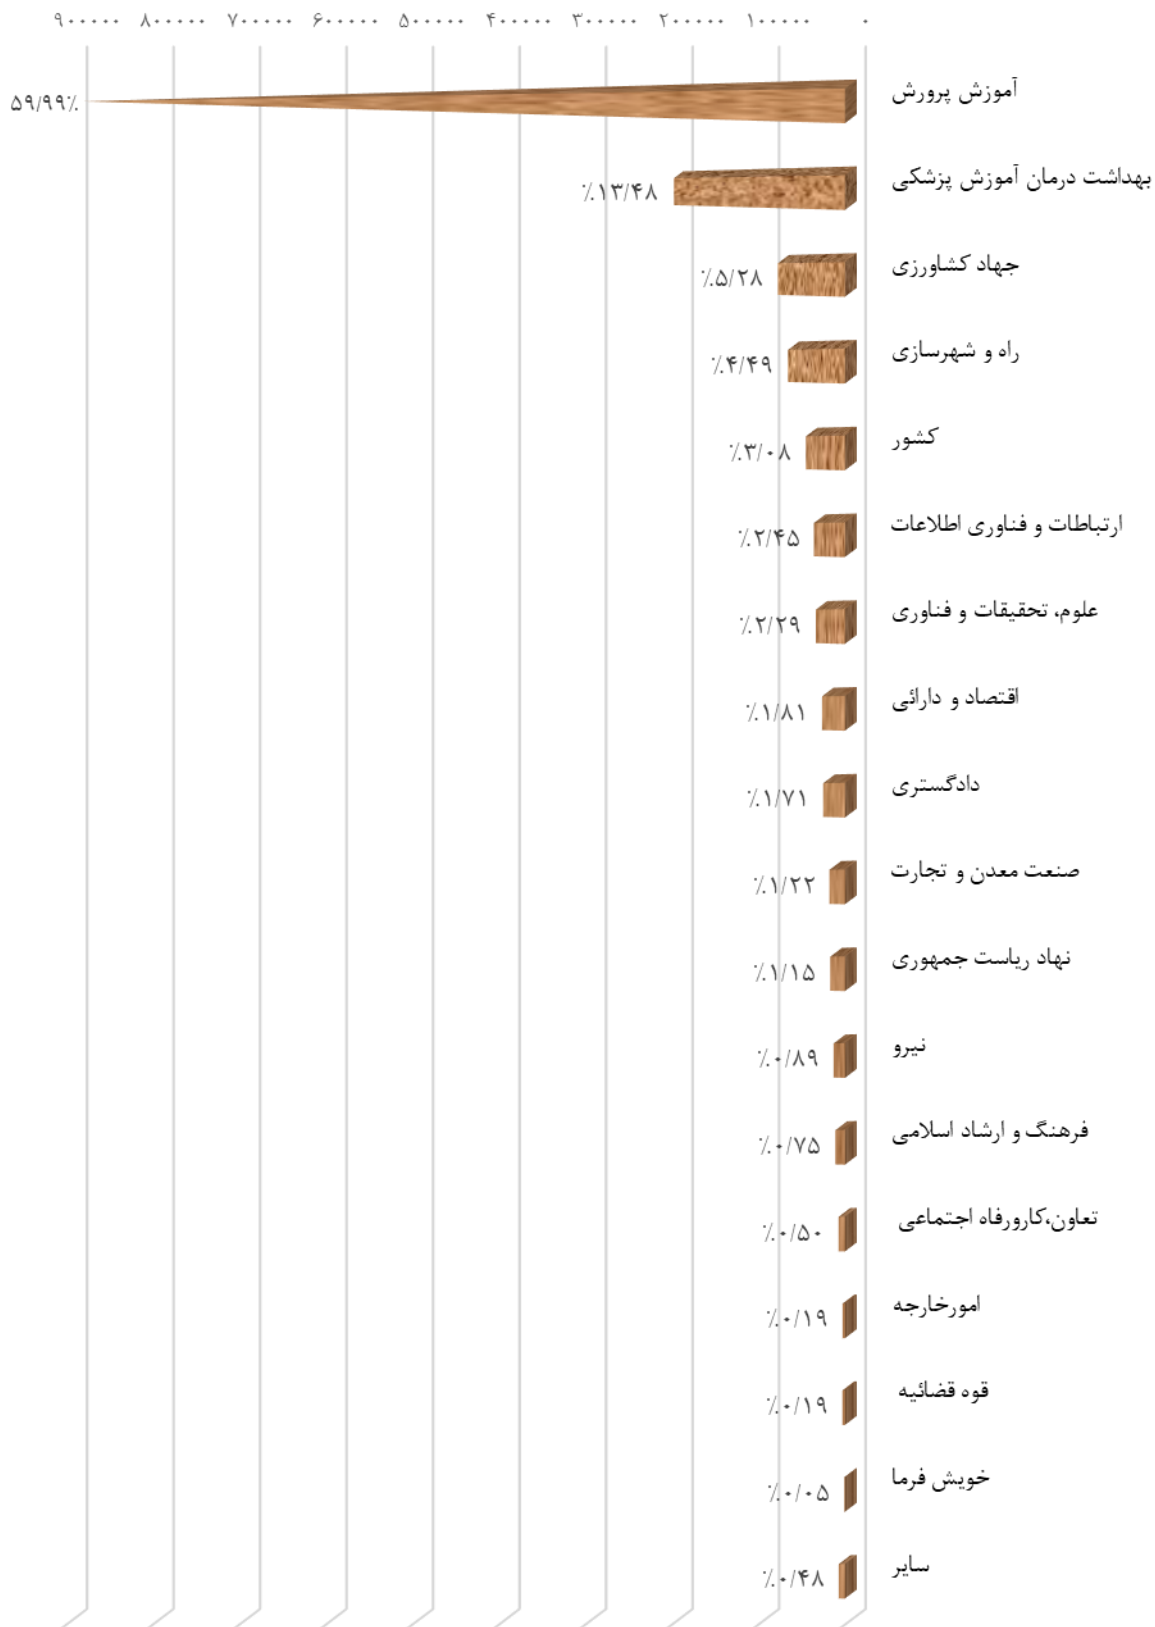 ۹۰۰۰۰۰ ۸۰۰۰۰۰ ۷۰۰۰۰۰ ۶۰۰۰۰۰ ۵۰۰۰۰۰ ۴۰۰۰۰۰ ۳۰۰۰۰۰ ۲۰۰۰۰۰ ۱۰۰۰۰۰ ۰
آموزش پرورش ۵۹/۹۹٪
بهداشت درمان آموزش پزشکی ٪۱۳/۴۸
جهاد کشاورزی ٪۵/۲۸
راه و شهرسازی ٪۴/۴۹
کشور ٪۳/۰۸
ارتباطات و فناوری اطلاعات ٪۲/۴۵
علوم، تحقیقات و فناوری ٪۲/۲۹
اقتصاد و دارائی ٪۱/۸۱
دادگستری ٪۱/۷۱
صنعت معدن و تجارت ٪۱/۲۲
نهاد ریاست جمهوری ٪۱/۱۵
نیرو ٪۰/۸۹
فرهنگ و ارشاد اسلامی ٪۰/۷۵
تعاون،کارورفاه اجتماعی ٪۰/۵۰
امورخارجه ٪۰/۱۹
قوه قضائیه ٪۰/۱۹
خویش فرما ٪۰/۰۵
سایر ٪۰/۴۸